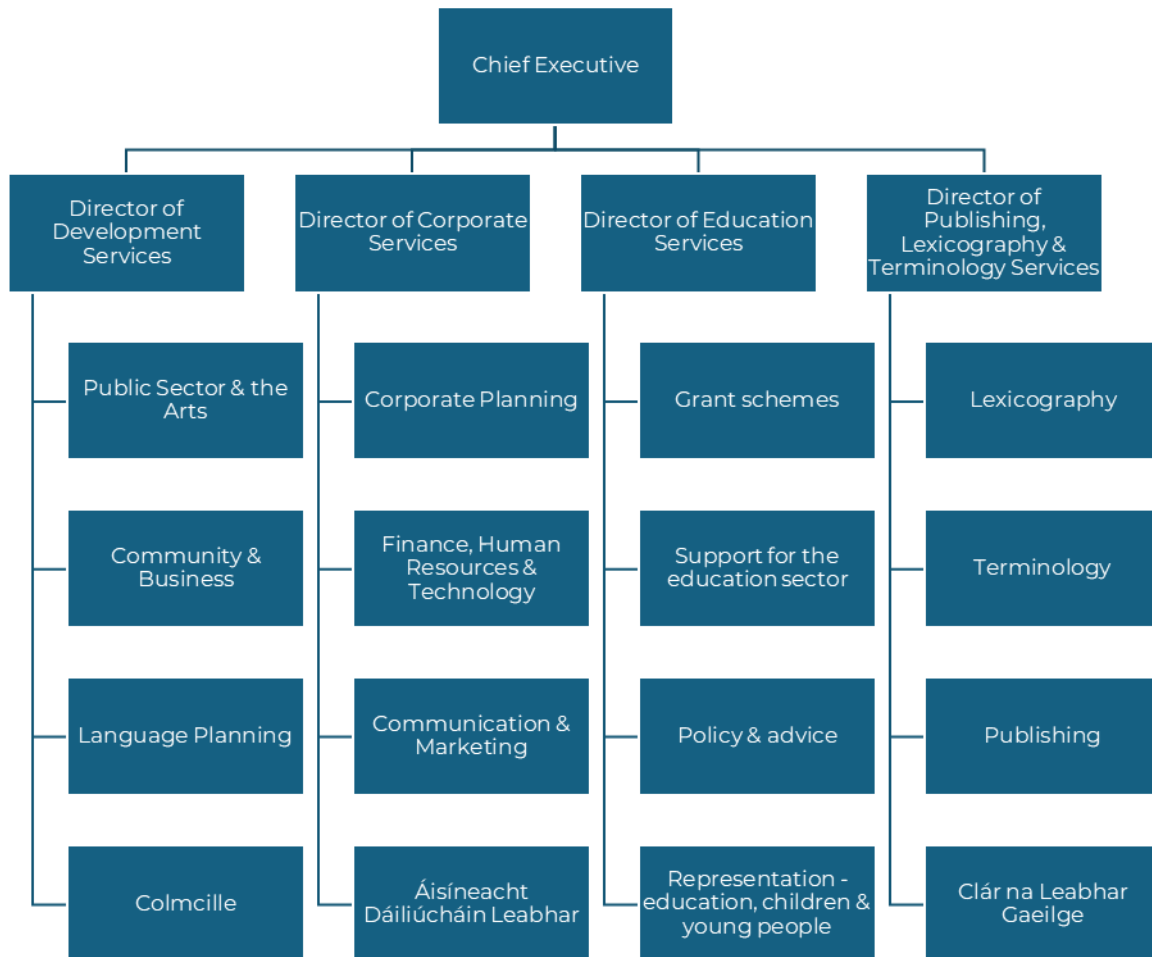 Chief Executive
Director of
Development
Services
Director of Corporate
Services
Director of Education
Services
Director of
Publishing,
Lexicography &
Terminology Services
Public Sector & the
Arts
Corporate Planning
Grant schemes
Lexicography
Community &
Business
Finance, Human
Resources &
Technology
Support for the
education sector
Terminology
Language Planning
Communication &
Marketing
Policy & advice
Publishing
Colmcille
Áisíneacht
Dáiliúcháin Leabhar
Representation -
education, children &
young people
Clár na Leabhar
Gaeilge